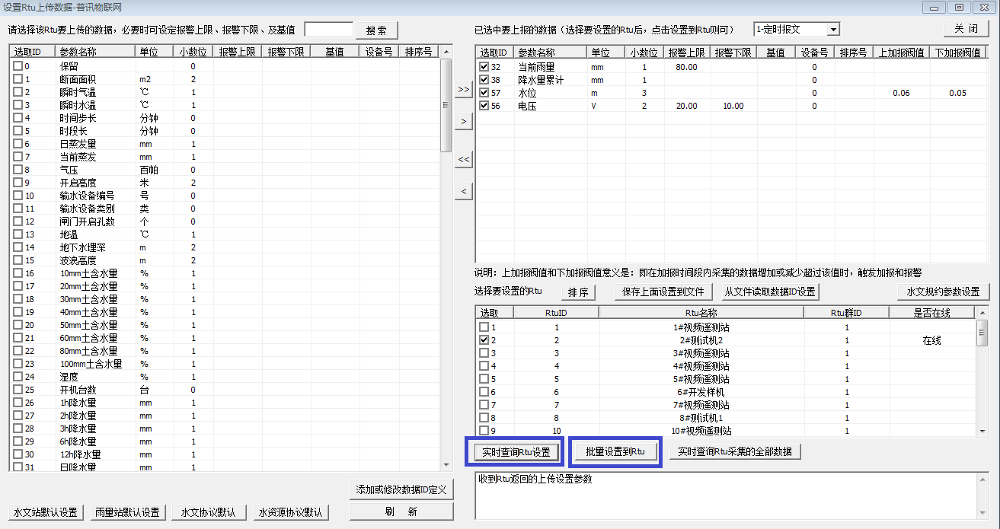 设置Rtu上传数据-普讯物联网
请选择该Rtu要上传的数据，必要时可设定报警上限、报警下限、及基值 搜 索
选取ID 参数名称 单位 小数位 报警上限 报警下限 基值 设备号 排序号
0 保留 0
1 断面面积 m2 2
2 瞬时气温 ℃ 1
3 瞬时水温 ℃ 1
4 时间步长 分钟 0
5 时段长 分钟 0
6 日蒸发量 mm 1
7 当前蒸发 mm 1
8 气压 百帕 0
9 开启高度 米 2
10 输水设备编号 号 0
11 输水设备类别 类 0
12 闸门开启孔数 个 0
13 地温 ℃ 1
14 地下水埋深 m 2
15 波浪高度 m 2
16 10mm土含水量 % 1
17 20mm土含水量 % 1
18 30mm土含水量 % 1
19 40mm土含水量 % 1
20 50mm土含水量 % 1
21 60mm土含水量 % 1
22 80mm土含水量 % 1
23 100mm土含水量 % 1
24 湿度 % 1
25 开机台数 台 0
26 1h降水量 mm 1
27 2h降水量 mm 1
28 3h降水量 mm 1
29 6h降水量 mm 1
30 12h降水量 mm 1
31 日降水量 mm 1
添加或修改数据ID定义
水文站默认设置 雨量站默认设置 水文协议默认 水资源协议默认 刷 新
>>
>
<<
<
已选中要上报的数据（选择要设置的Rtu后，点击设置到Rtu则可） 1-定时报文 关 闭
选取ID 参数名称 单位 小数位 报警上限 报警下限 基值 设备号 排序号 上加报阀值 下加报阀值
32 当前雨量 mm 1 80.00 0
38 降水量累计 mm 1 0
57 水位 m 3 0 0.06 0.05
56 电压 V 2 20.00 10.00 0
说明：上加报阀值和下加报阀值意义是：即在加报时间段内采集的数据增加或减少超过该值时，触发加报和报警
选择要设置的Rtu 排 序 保存上面设置到文件 从文件读取数据ID设置 水文规约参数设置
选取 RtuID Rtu名称 Rtu群ID 是否在线
1 1 1#视频遥测站 1
2 2 2#测试机2 1 在线
3 3 3#视频遥测站 1
4 4 4#视频遥测站 1
5 5 5#视频遥测站 1
6 6 6#开发样机 1
7 7 7#视频遥测站 1
8 8 8#测试机1 1
9 10 10#视频遥测站 1
实时查询Rtu设置 批量设置到Rtu 实时查询Rtu采集的全部数据
收到Rtu返回的上传设置参数